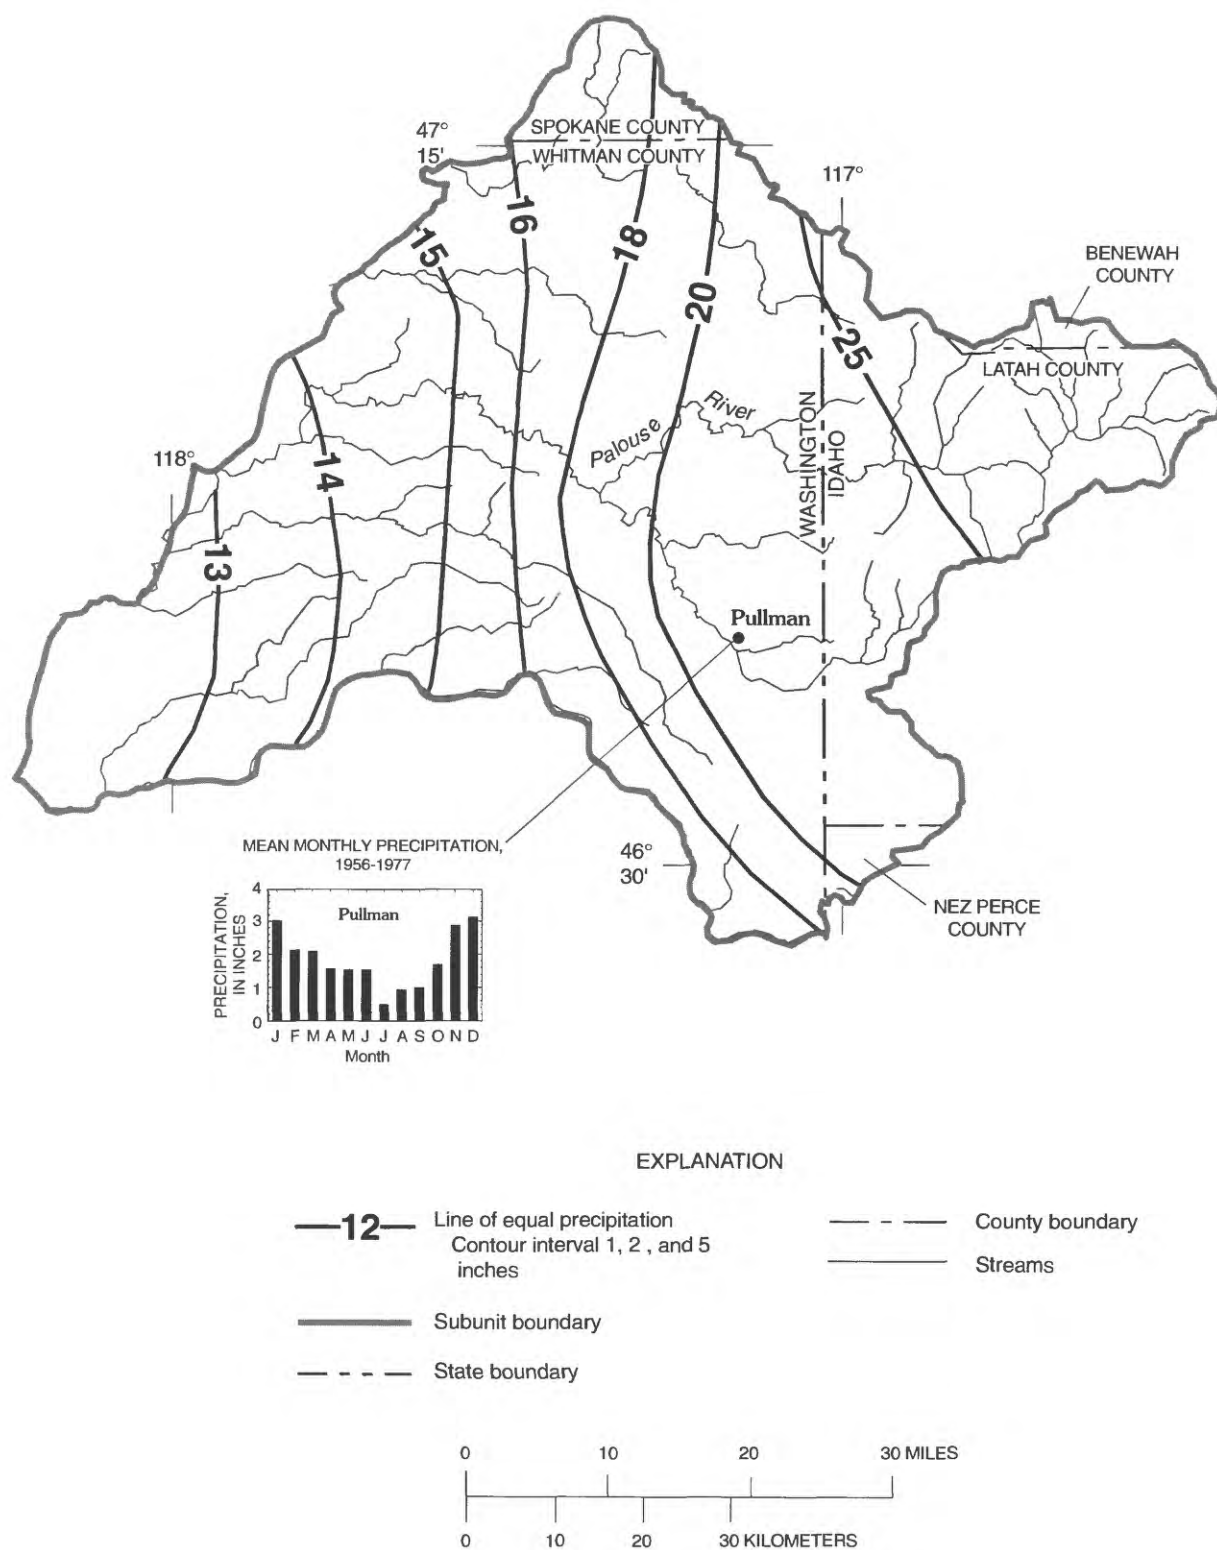 47°
15'
SPOKANE COUNTY
WHITMAN COUNTY
117°
BENEWAH
COUNTY
LATAH COUNTY
16
15
18
20
25
Palouse River
WASHINGTON
IDAHO
118°
14
13
Pullman
46°
30'
NEZ PERCE
COUNTY
MEAN MONTHLY PRECIPITATION,
1956-1977
PRECIPITATION,
IN INCHES
4
3
2
1
0
Pullman
J F M A M J J A S O N D
Month
EXPLANATION
12
Line of equal precipitation
Contour interval 1, 2 , and 5
inches
Subunit boundary
State boundary
County boundary
Streams
0 10 20 30 MILES
0 10 20 30 KILOMETERS